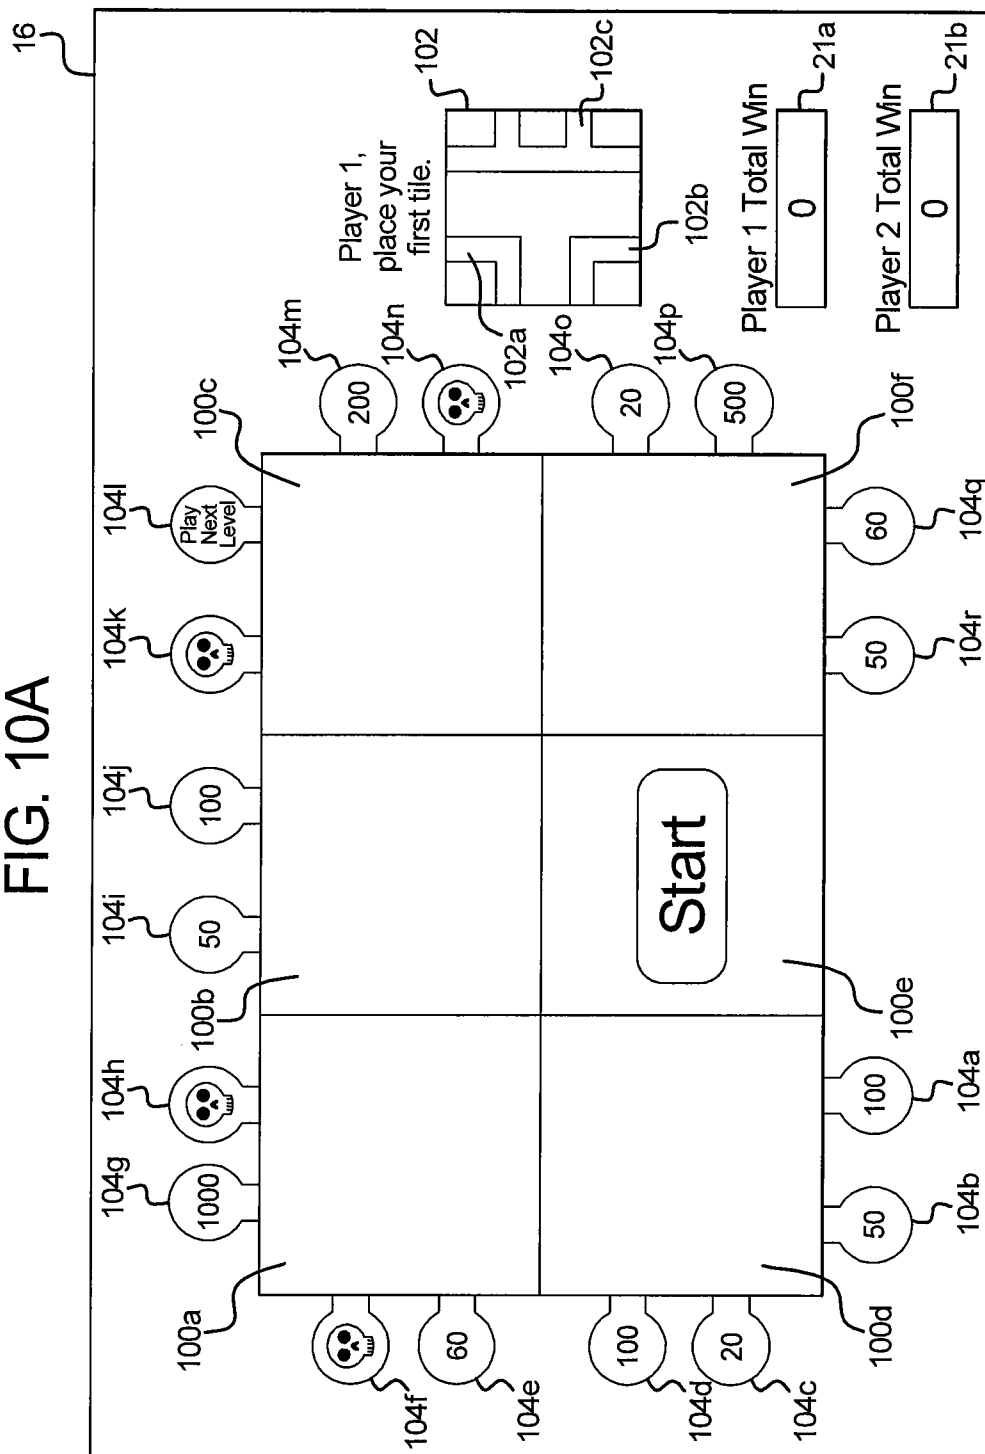 FIG. 10A
16
104g
104h
104i
104j
104k
104l
1000
50
100
Play
Next
Level
100a
100b
100c
104f
60
104e
100
104d
20
104c
200
104m
104n
20
104o
500
104p
Start
100d
100e
100f
50
104b
100
104a
50
104r
60
104q
Player 1,
place your
first tile.
102
102a
102b
102c
Player 1 Total Win
0
21a
Player 2 Total Win
0
21b